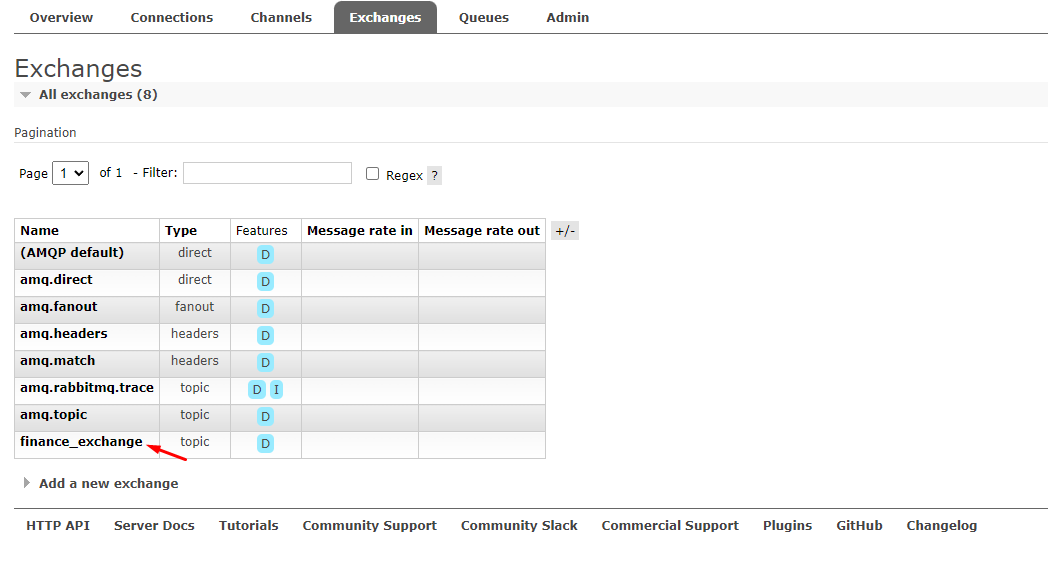 Overview Connections Channels Exchanges Queues Admin
Exchanges
All exchanges (8)
Pagination
Page 1 of 1 - Filter: Regex ?
Name Type Features Message rate in Message rate out +/-
(AMQP default) direct D
amq.direct direct D
amq.fanout fanout D
amq.headers headers D
amq.match headers D
amq.rabbitmq.trace topic D I
amq.topic topic D
finance_exchange topic D
Add a new exchange
HTTP API Server Docs Tutorials Community Support Community Slack Commercial Support Plugins GitHub Changelog